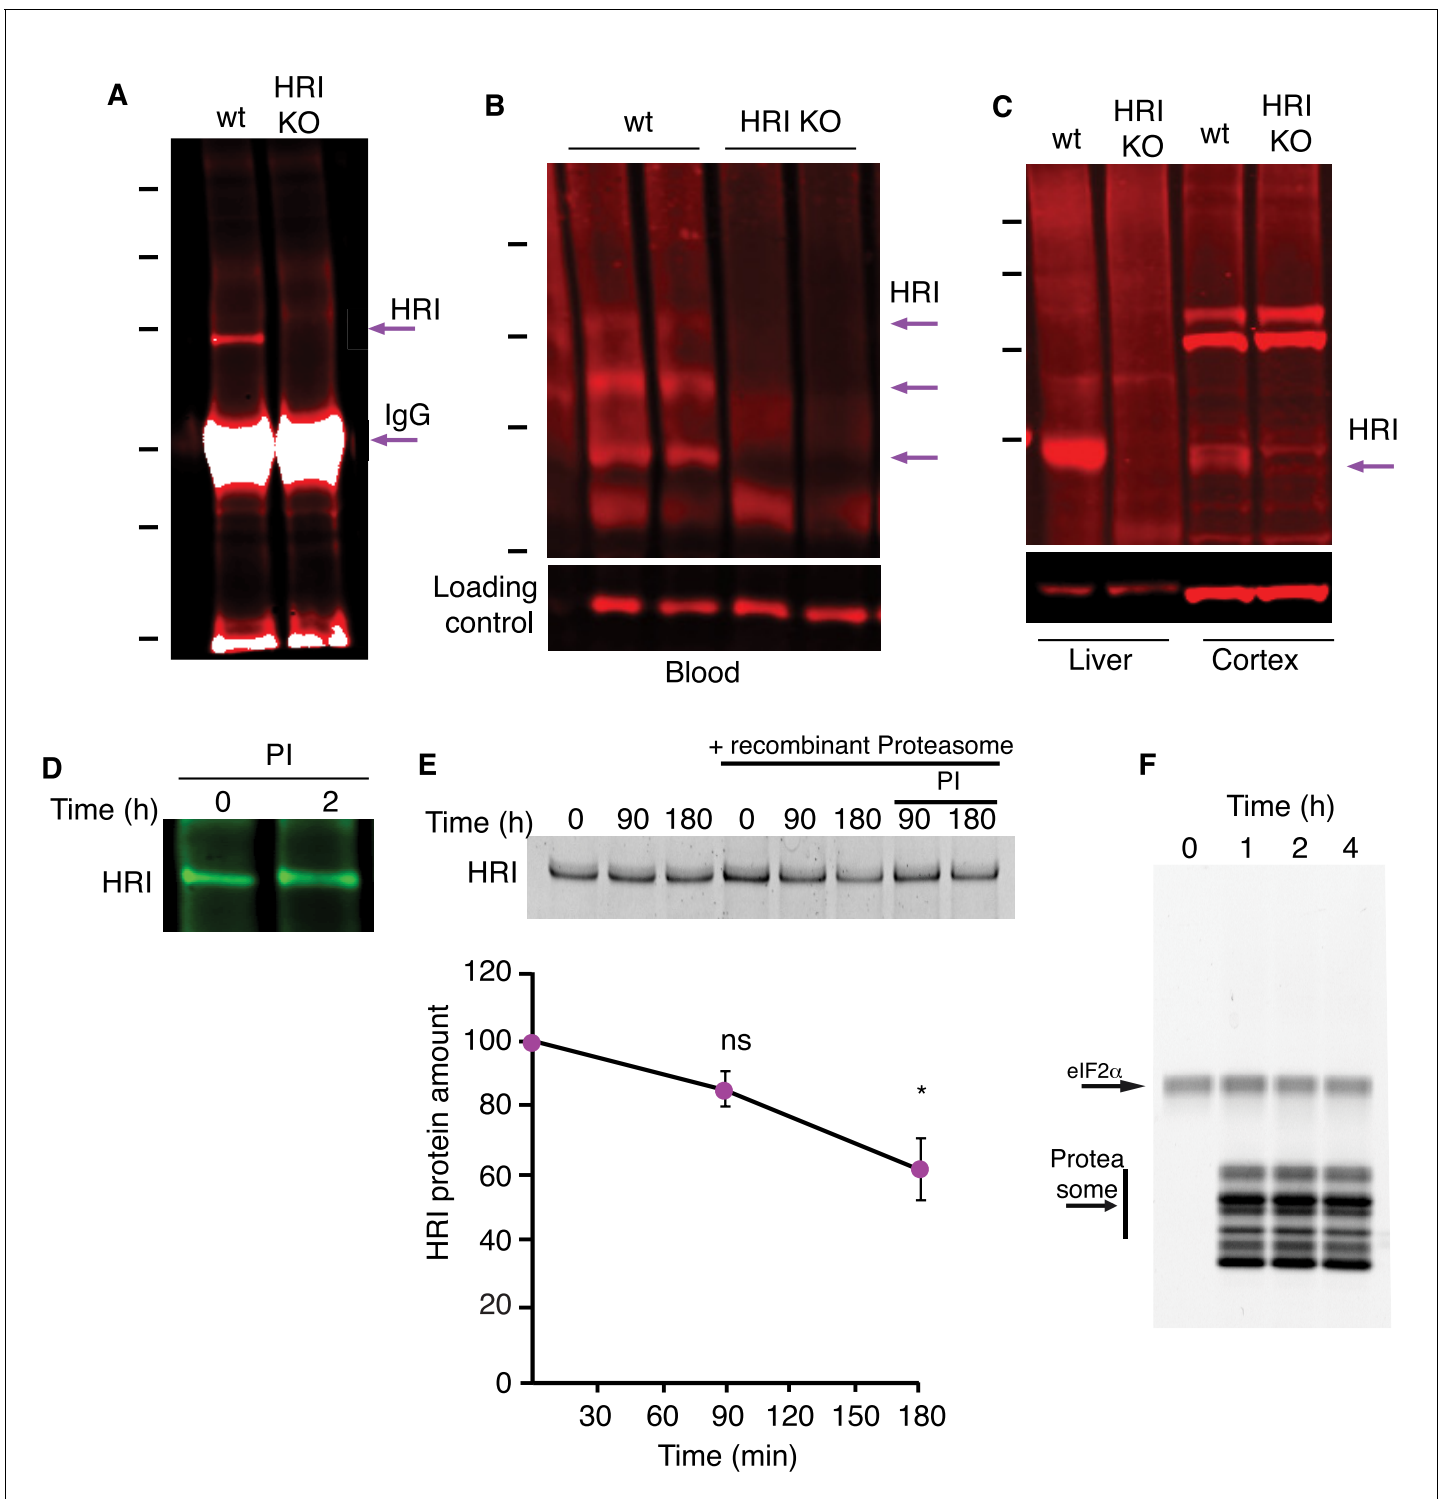 A
wt
HRI
KO
HRI
IgG
B
wt
HRI KO
HRI
Loading
control
Blood
C
wt
HRI
KO
wt
HRI
KO
HRI
Liver
Cortex
D
PI
Time (h)
0
2
HRI
E
+ recombinant Proteasome
PI
Time (h) 0 90 180 0 90 180 90 180
HRI
HRI protein amount
120
100
80
60
40
20
0
ns
*
30 60 90 120 150 180
Time (min)
F
Time (h)
0 1 2 4
eIF2α
Protea
some